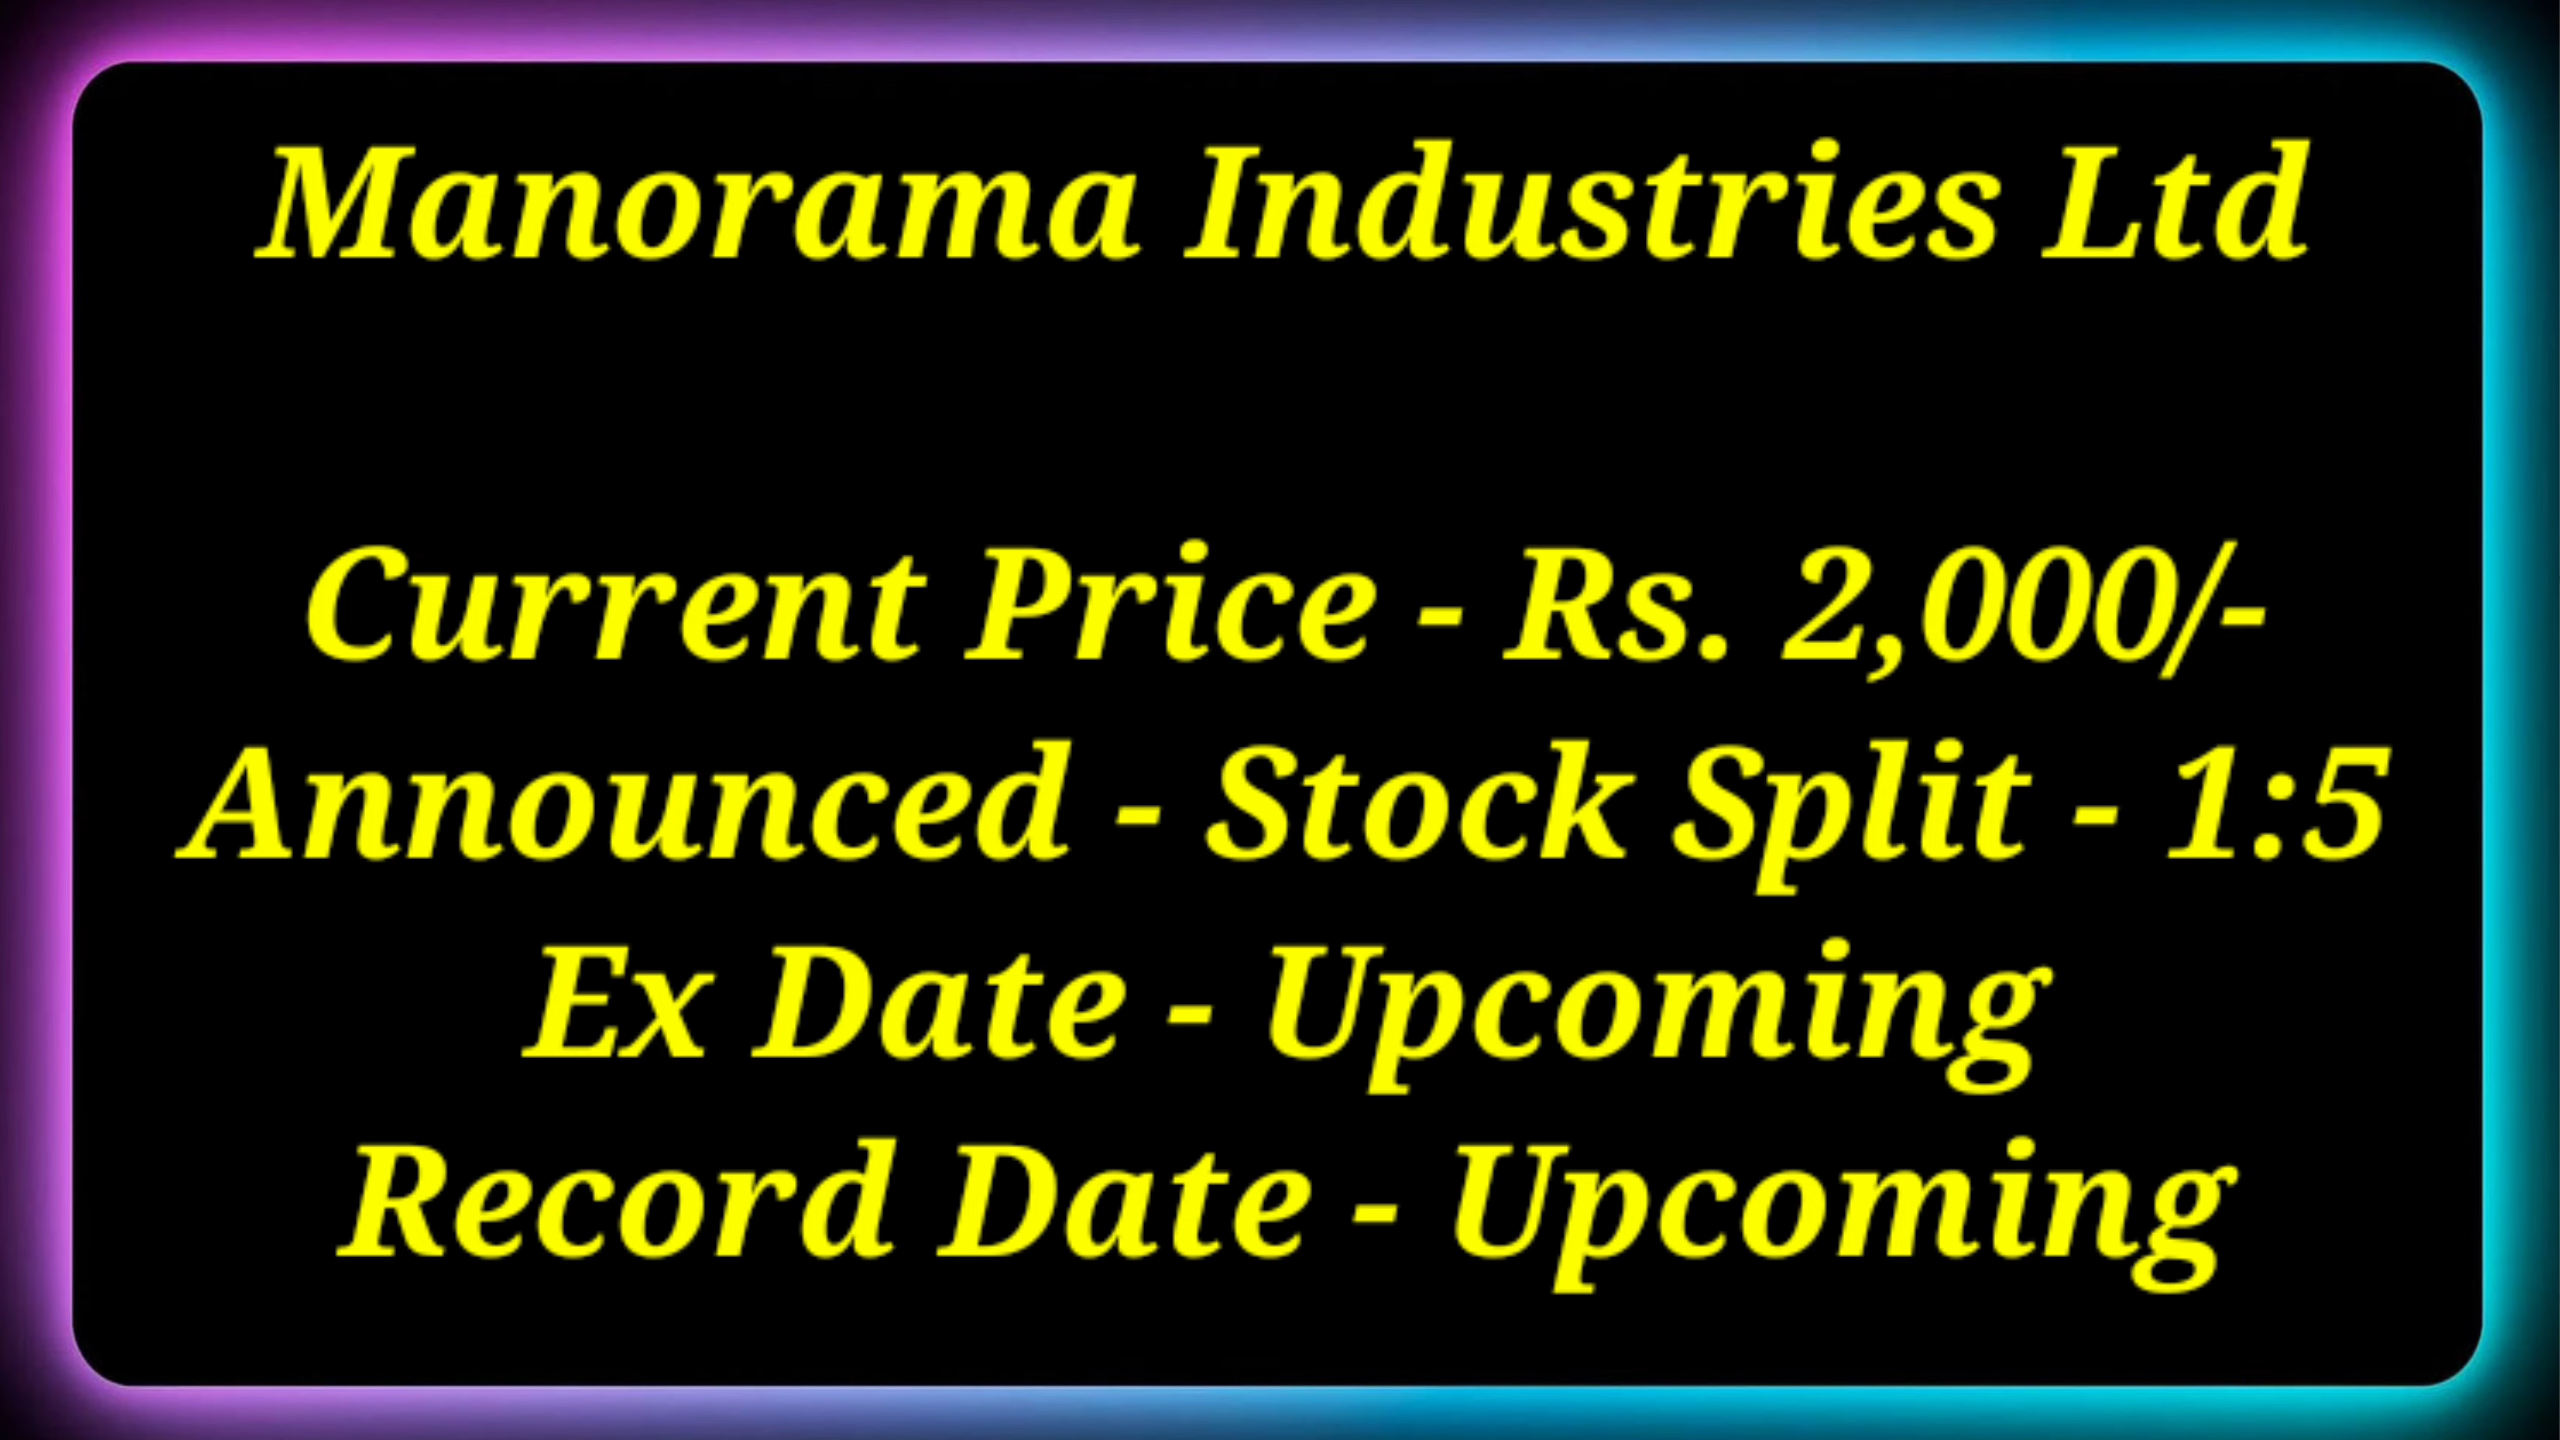 Manorama Industries Ltd
Current Price - Rs. 2,000/-
Announced - Stock Split - 1:5
Ex Date - Upcoming
Record Date - Upcoming